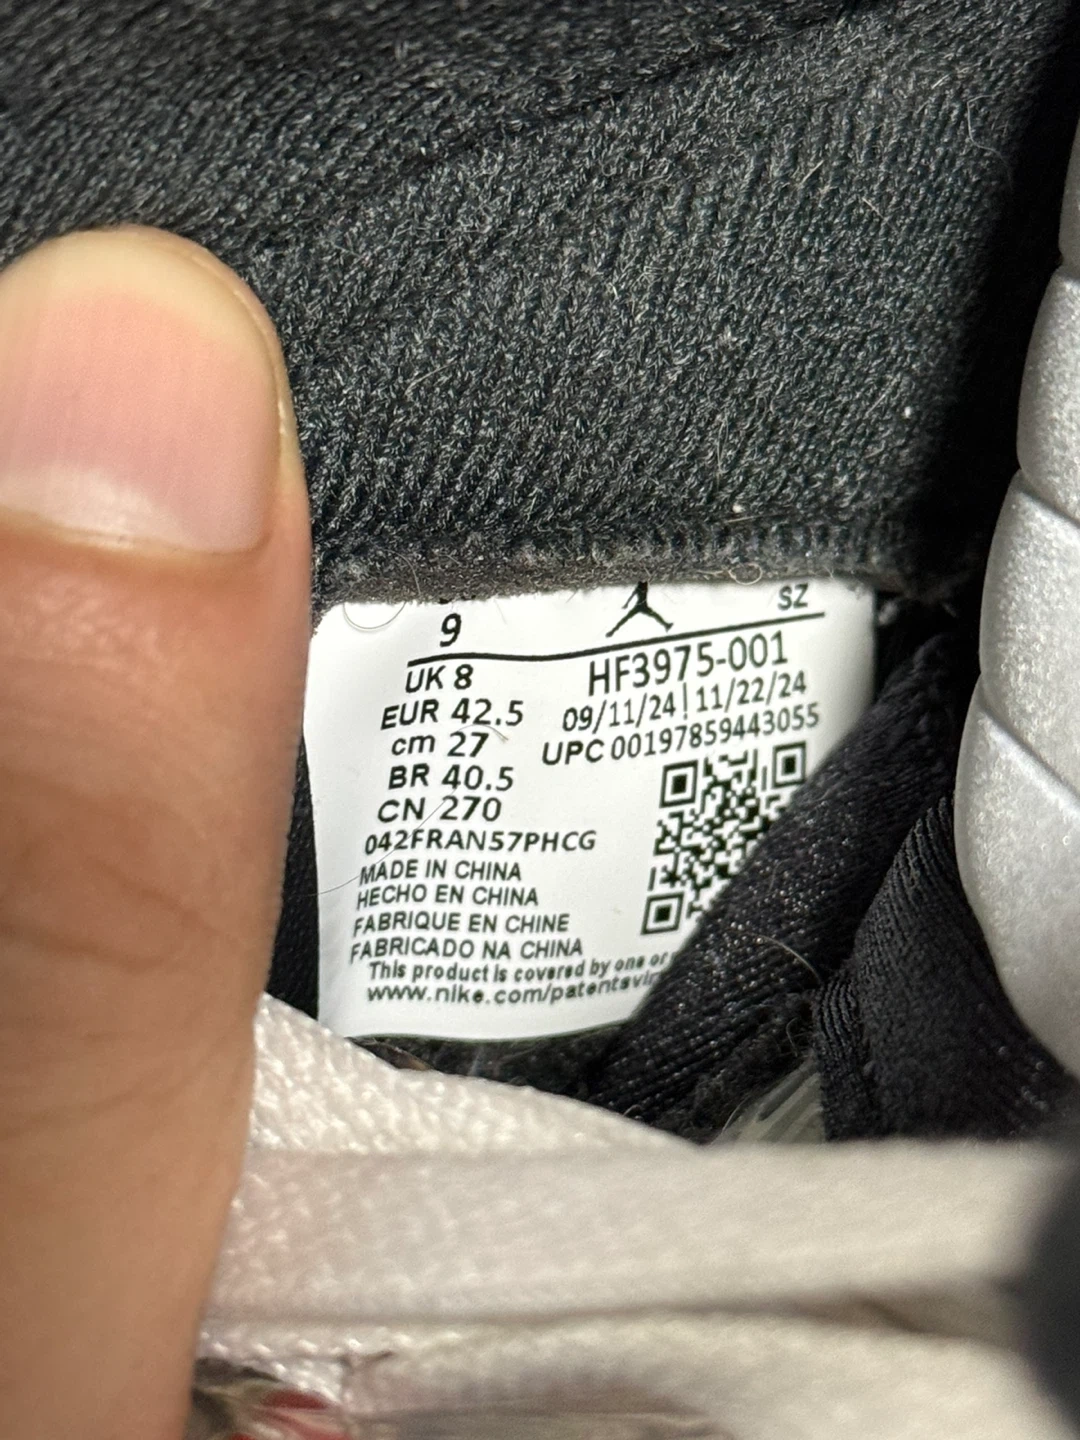 SZ
9
UK 8
EUR 42.5
cm 27
BR 40.5
CN 270
HF3975-001
09/11/24 | 11/22/24
UPC 00197859443055
042FRAN57PHCG
MADE IN CHINA
HECHO EN CHINA
FABRIQUE EN CHINE
FABRICADO NA CHINA
This product is covered by one or
www.nike.com/patents